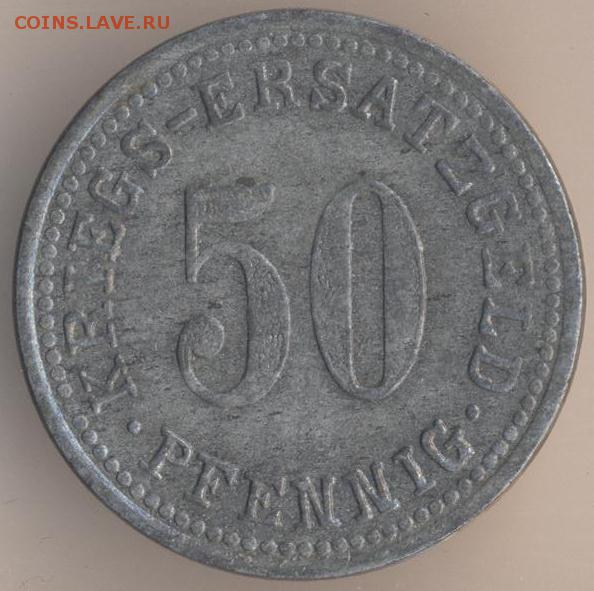 COINS.LAVE.RU
KRIEGS-ERSATZGELD
50
· PFENNIG ·